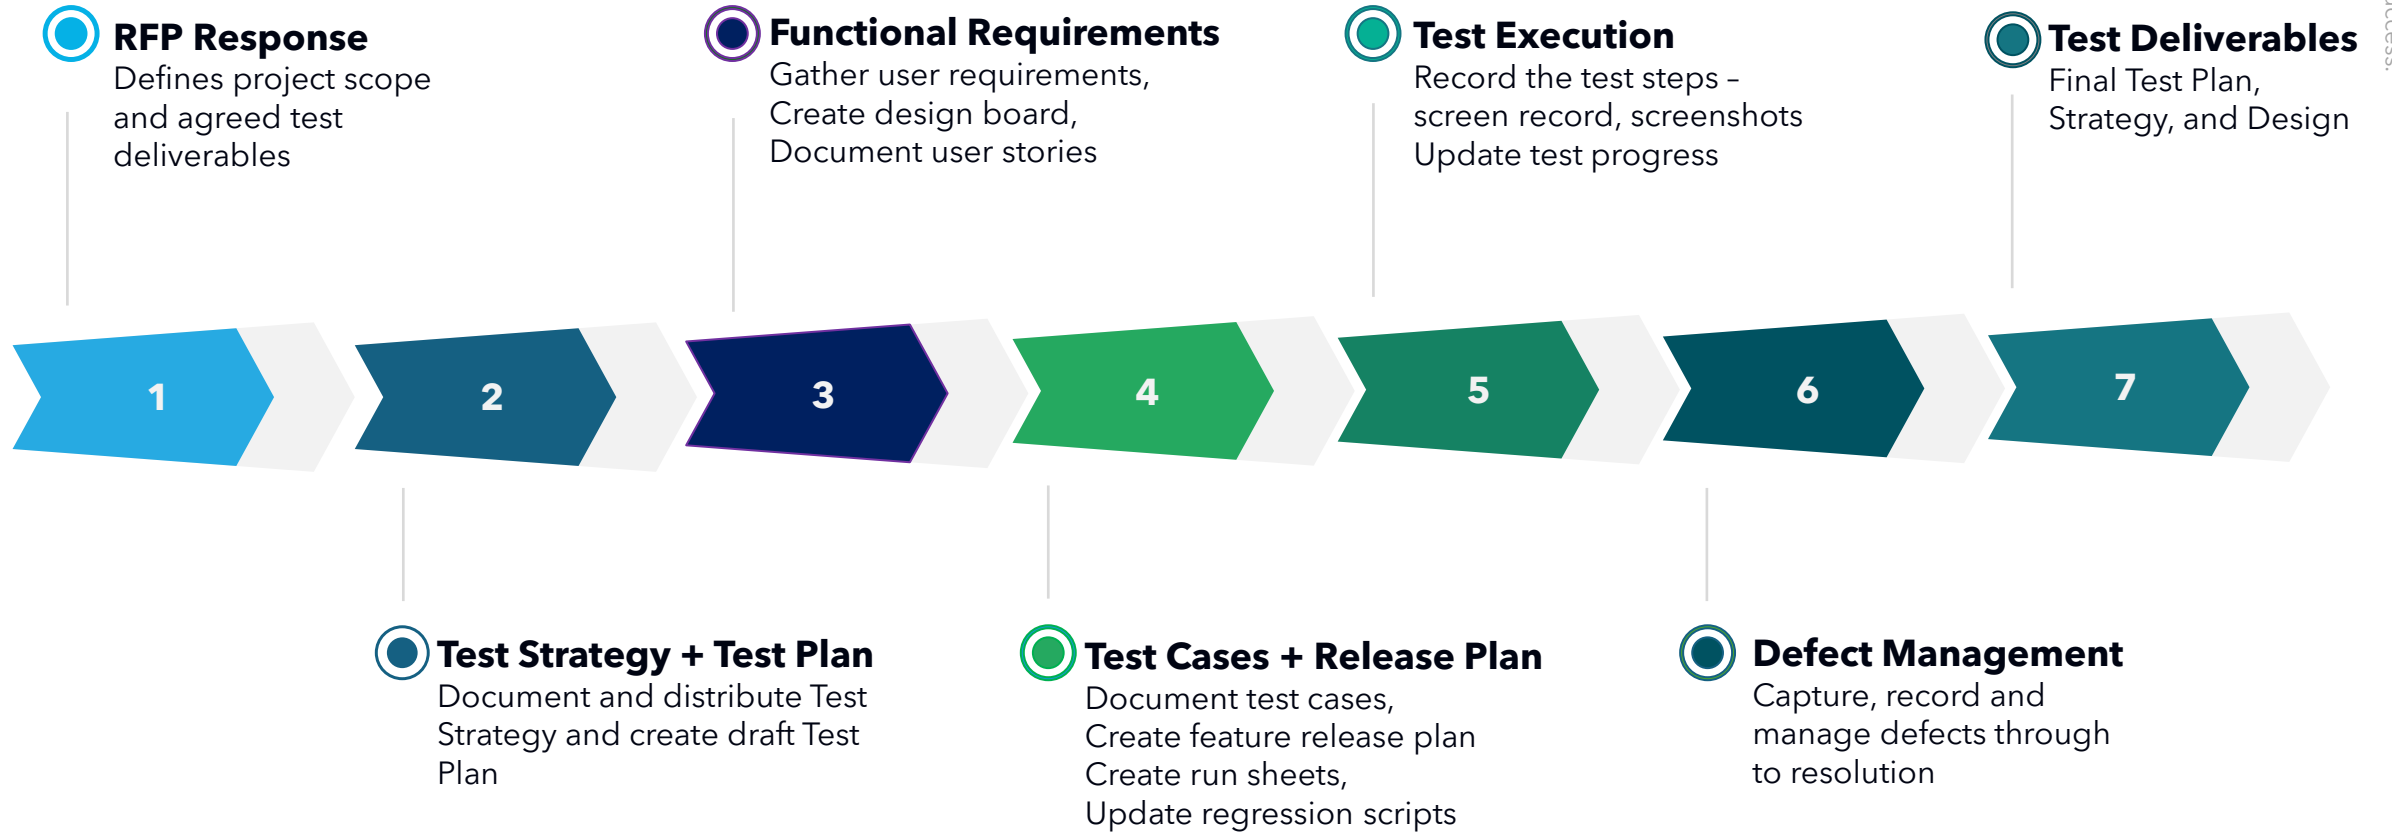 RFP Response
Defines project scope
and agreed test
deliverables
Functional Requirements
Gather user requirements,
Create design board,
Document user stories
Test Execution
Record the test steps –
screen record, screenshots
Update test progress
Test Deliverables
Final Test Plan,
Strategy, and Design
1
2
3
4
5
6
7
Test Strategy + Test Plan
Document and distribute Test
Strategy and create draft Test
Plan
Test Cases + Release Plan
Document test cases,
Create feature release plan
Create run sheets,
Update regression scripts
Defect Management
Capture, record and
manage defects through
to resolution